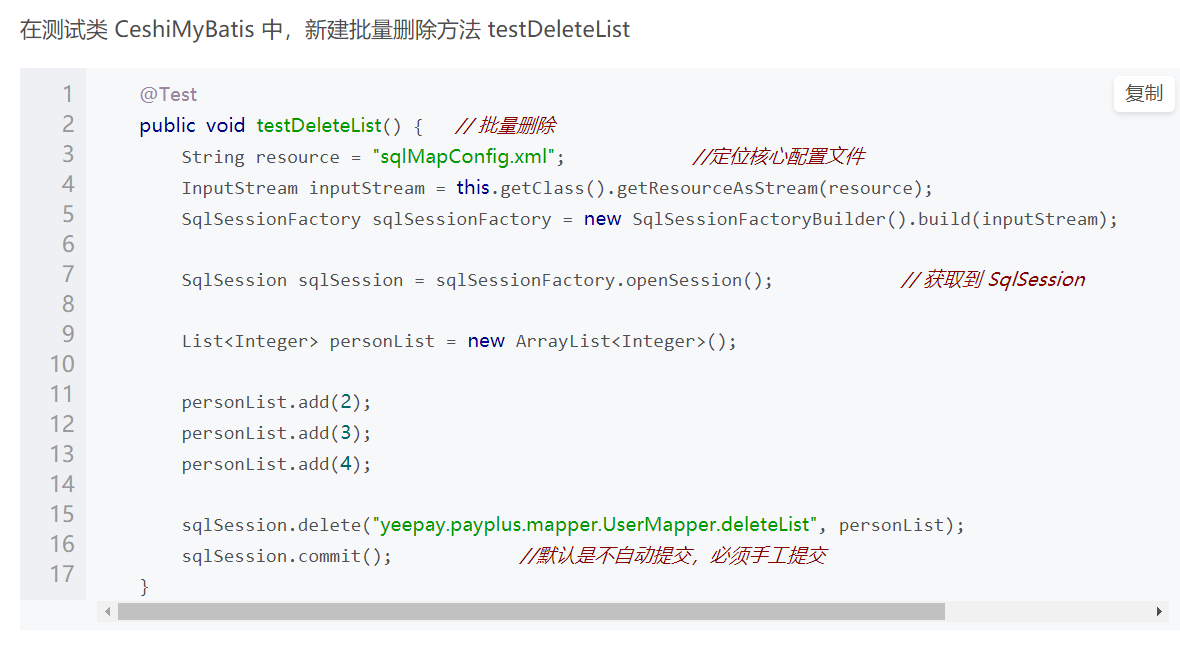 在测试类 CeshiMyBatis 中，新建批量删除方法 testDeleteList
复制
1 @Test
2 public void testDeleteList() { // 批量删除
3 String resource = "sqlMapConfig.xml"; //定位核心配置文件
4 InputStream inputStream = this.getClass().getResourceAsStream(resource);
5 SqlSessionFactory sqlSessionFactory = new SqlSessionFactoryBuilder().build(inputStream);
6
7 SqlSession sqlSession = sqlSessionFactory.openSession(); // 获取到 SqlSession
8
9 List<Integer> personList = new ArrayList<Integer>();
10
11 personList.add(2);
12 personList.add(3);
13 personList.add(4);
14
15 sqlSession.delete("yeepay.payplus.mapper.UserMapper.deleteList", personList);
16 sqlSession.commit(); //默认是不自动提交，必须手工提交
17 }